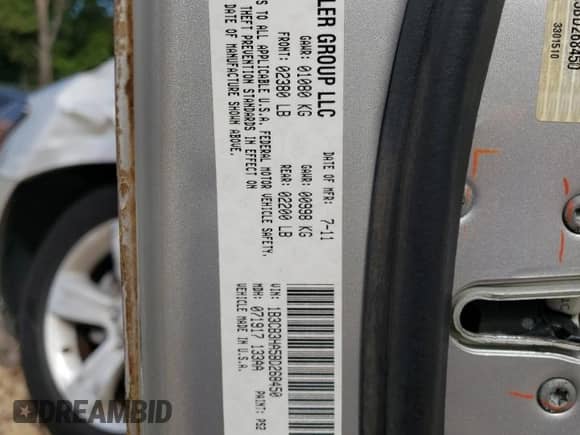 LER GROUP LLC
DATE OF MFR: 7-11
GAWR: 01080 KG
GAWR: 00998 KG
FRONT: 02380 LB
REAR: 02200 LB
S TO ALL APPLICABLE U.S.A. FEDERAL MOTOR VEHICLE SAFETY,
THEFT PREVENTION STANDARDS IN EFFECT ON
DATE OF MANUFACTURE SHOWN ABOVE.
VIN: 1B3CB3HA5BD268450
MDH: 071917 133AA
PAINT: PS2
VEHICLE MADE IN U.S.A.
BD268450
3301510
DREAMBID